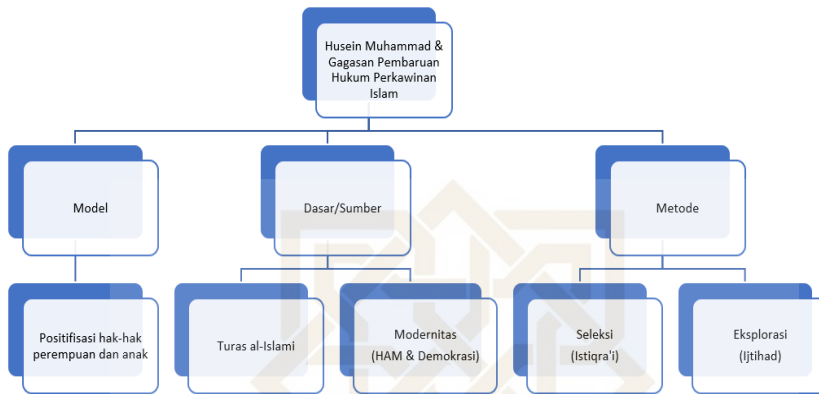 Husein Muhammad &
Gagasan Pembaruan
Hukum Perkawinan
Islam
Model
Dasar/Sumber
Metode
Positifisasi hak-hak
perempuan dan anak
Turas al-Islami
Modernitas
(HAM & Demokrasi)
Seleksi
(Istiqra'i)
Eksplorasi
(Ijtihad)